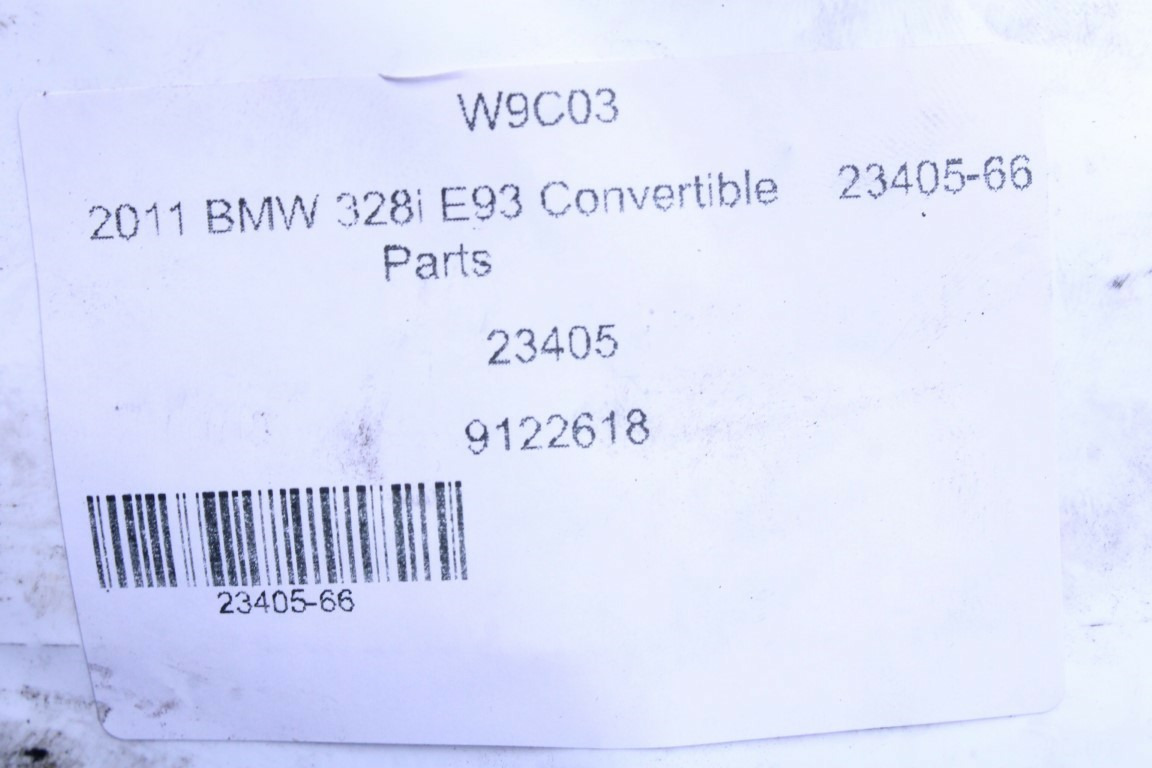 W9C03
2011 BMW 328i E93 Convertible 23405-66
Parts
23405
9122618
23405-66